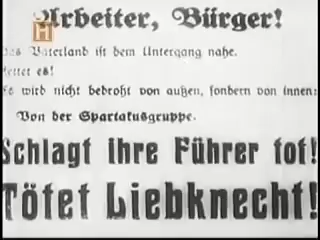 Arbeiter, Bürger!
Das Vaterland ist dem Untergang nahe.
Rettet es!
Es wird nicht bedroht von außen, sondern von innen:
Von der Spartakusgruppe.
Schlagt ihre Führer tot!
Tötet Liebknecht!